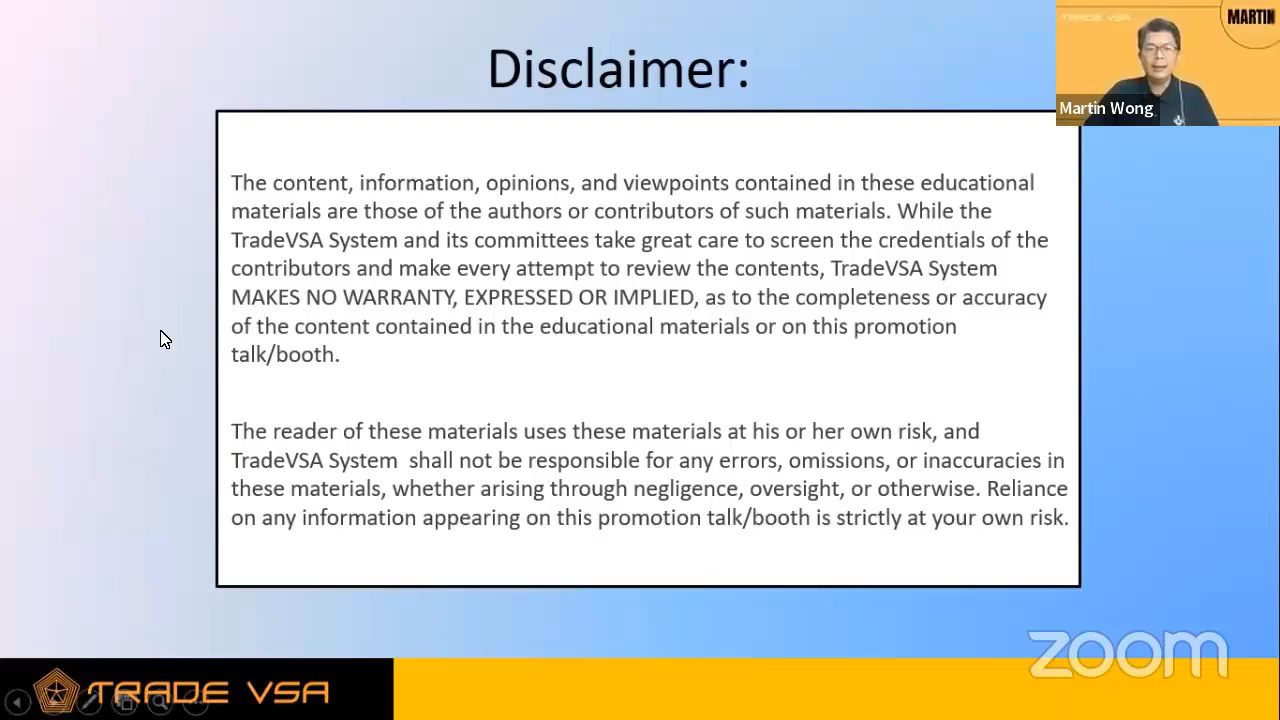 TRADE VSA
MARTIN
Disclaimer:
Martin Wong
The content, information, opinions, and viewpoints contained in these educational
materials are those of the authors or contributors of such materials. While the
TradeVSA System and its committees take great care to screen the credentials of the
contributors and make every attempt to review the contents, TradeVSA System
MAKES NO WARRANTY, EXPRESSED OR IMPLIED, as to the completeness or accuracy
of the content contained in the educational materials or on this promotion
talk/booth.
The reader of these materials uses these materials at his or her own risk, and
TradeVSA System  shall not be responsible for any errors, omissions, or inaccuracies in
these materials, whether arising through negligence, oversight, or otherwise. Reliance
on any information appearing on this promotion talk/booth is strictly at your own risk.
zoom
TRADE VSA